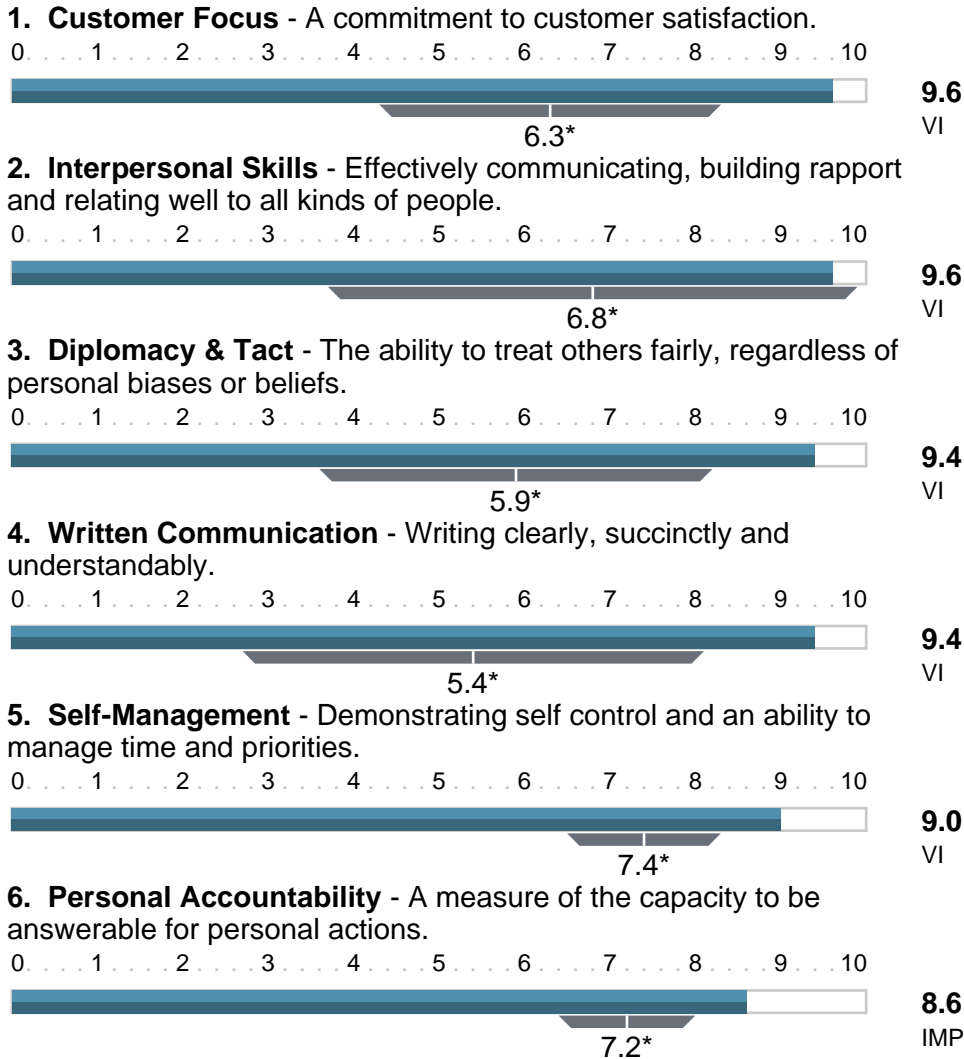 1. Customer Focus - A commitment to customer satisfaction.
0. . . . 1 . . . . 2 . . . . 3 . . . . 4 . . . . 5 . . . . 6 . . . . 7 . . . . 8 . . . . 9 . . . 10
9.6
VI
6.3*
2. Interpersonal Skills - Effectively communicating, building rapport
and relating well to all kinds of people.
0. . . . 1 . . . . 2 . . . . 3 . . . . 4 . . . . 5 . . . . 6 . . . . 7 . . . . 8 . . . . 9 . . . 10
9.6
VI
6.8*
3. Diplomacy & Tact - The ability to treat others fairly, regardless of
personal biases or beliefs.
0. . . . 1 . . . . 2 . . . . 3 . . . . 4 . . . . 5 . . . . 6 . . . . 7 . . . . 8 . . . . 9 . . . 10
9.4
VI
5.9*
4. Written Communication - Writing clearly, succinctly and
understandably.
0. . . . 1 . . . . 2 . . . . 3 . . . . 4 . . . . 5 . . . . 6 . . . . 7 . . . . 8 . . . . 9 . . . 10
9.4
VI
5.4*
5. Self-Management - Demonstrating self control and an ability to
manage time and priorities.
0. . . . 1 . . . . 2 . . . . 3 . . . . 4 . . . . 5 . . . . 6 . . . . 7 . . . . 8 . . . . 9 . . . 10
9.0
VI
7.4*
6. Personal Accountability - A measure of the capacity to be
answerable for personal actions.
0. . . . 1 . . . . 2 . . . . 3 . . . . 4 . . . . 5 . . . . 6 . . . . 7 . . . . 8 . . . . 9 . . . 10
8.6
IMP
7.2*